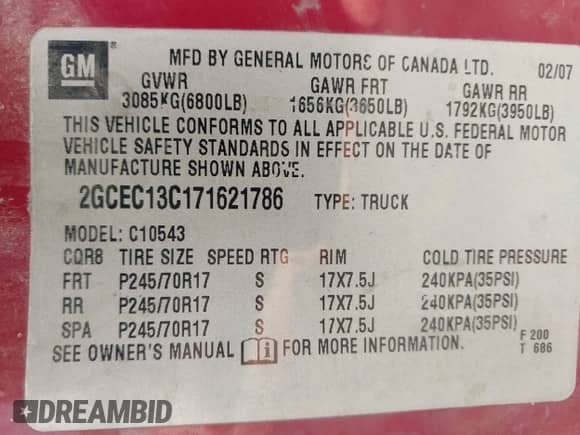 GM
MFD BY GENERAL MOTORS OF CANADA LTD. 02/07
GVWR GAWR FRT GAWR RR
3085KG(6800LB) 1656KG(3650LB) 1792KG(3950LB)
THIS VEHICLE CONFORMS TO ALL APPLICABLE U.S. FEDERAL MOTOR
VEHICLE SAFETY STANDARDS IN EFFECT ON THE DATE OF
MANUFACTURE SHOWN ABOVE.
2GCEC13C171621786 TYPE: TRUCK
MODEL: C10543
CQR8 TIRE SIZE SPEED RTG RIM COLD TIRE PRESSURE
FRT P245/70R17 S 17X7.5J 240KPA(35PSI)
RR P245/70R17 S 17X7.5J 240KPA(35PSI)
SPA P245/70R17 S 17X7.5J 240KPA(35PSI)
SEE OWNER'S MANUAL FOR MORE INFORMATION.
F 200
T 686
DREAMBID